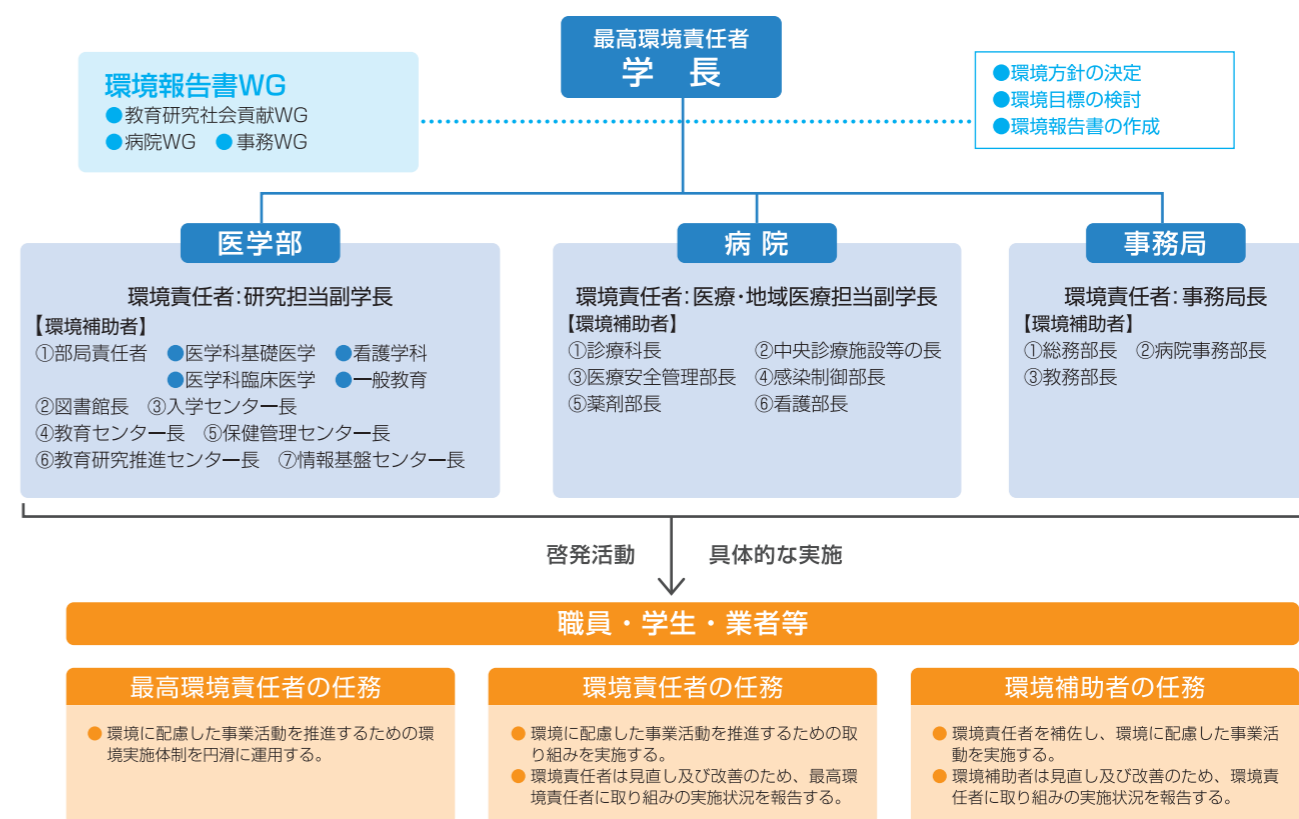 最高環境責任者
学 長
環境報告書WG
●教育研究社会貢献WG
●病院WG ●事務WG
●環境方針の決定
●環境目標の検討
●環境報告書の作成
医学部
環境責任者:研究担当副学長
【環境補助者】
①部局責任者 ●医学科基礎医学 ●看護学科
●医学科臨床医学 ●一般教育
②図書館長 ③入学センター長
④教育センター長 ⑤保健管理センター長
⑥教育研究推進センター長 ⑦情報基盤センター長
病 院
環境責任者:医療・地域医療担当副学長
【環境補助者】
①診療科長 ②中央診療施設等の長
③医療安全管理部長 ④感染制御部長
⑤薬剤部長 ⑥看護部長
事務局
環境責任者:事務局長
【環境補助者】
①総務部長 ②病院事務部長
③教務部長
啓発活動 具体的な実施
職員・学生・業者等
最高環境責任者の任務
●環境に配慮した事業活動を推進するための環
境実施体制を円滑に運用する。
環境責任者の任務
●環境に配慮した事業活動を推進するための取
り組みを実施する。
●環境責任者は見直し及び改善のため、最高環
境責任者に取り組みの実施状況を報告する。
環境補助者の任務
●環境責任者を補佐し、環境に配慮した事業活
動を実施する。
●環境補助者は見直し及び改善のため、環境責
任者に取り組みの実施状況を報告する。